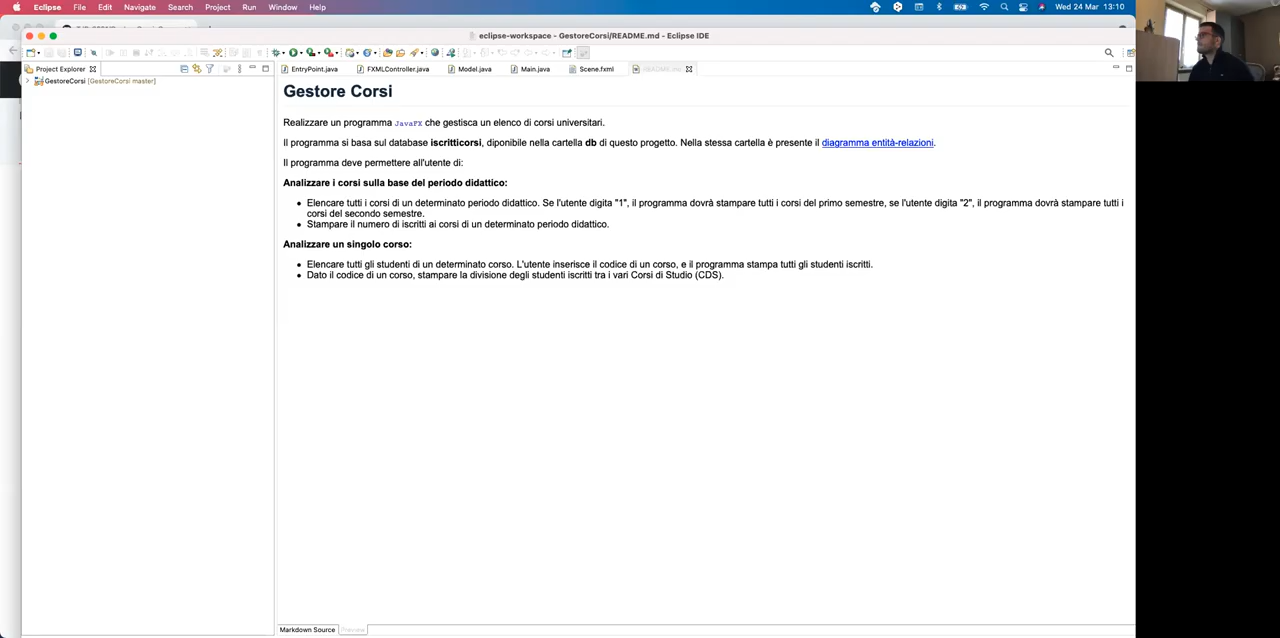 Eclipse File Edit Navigate Search Project Run Window Help Wed 24 Mar 13:10
eclipse-workspace - GestoreCorsi/README.md - Eclipse IDE
Project Explorer EntryPoint.java FXMLController.java Model.java Main.java Scene.fxml README.md
GestoreCorsi [GestoreCorsi master]
Gestore Corsi
Realizzare un programma JavaFX che gestisca un elenco di corsi universitari.
Il programma si basa sul database iscritticorsi, diponibile nella cartella db di questo progetto. Nella stessa cartella è presente il diagramma entità-relazioni.
Il programma deve permettere all'utente di:
Analizzare i corsi sulla base del periodo didattico:
• Elencare tutti i corsi di un determinato periodo didattico. Se l'utente digita "1", il programma dovrà stampare tutti i corsi del primo semestre, se l'utente digita "2", il programma dovrà stampare tutti i
corsi del secondo semestre.
• Stampare il numero di iscritti ai corsi di un determinato periodo didattico.
Analizzare un singolo corso:
• Elencare tutti gli studenti di un determinato corso. L'utente inserisce il codice di un corso, e il programma stampa tutti gli studenti iscritti.
• Dato il codice di un corso, stampare la divisione degli studenti iscritti tra i vari Corsi di Studio (CDS).
Markdown Source Preview